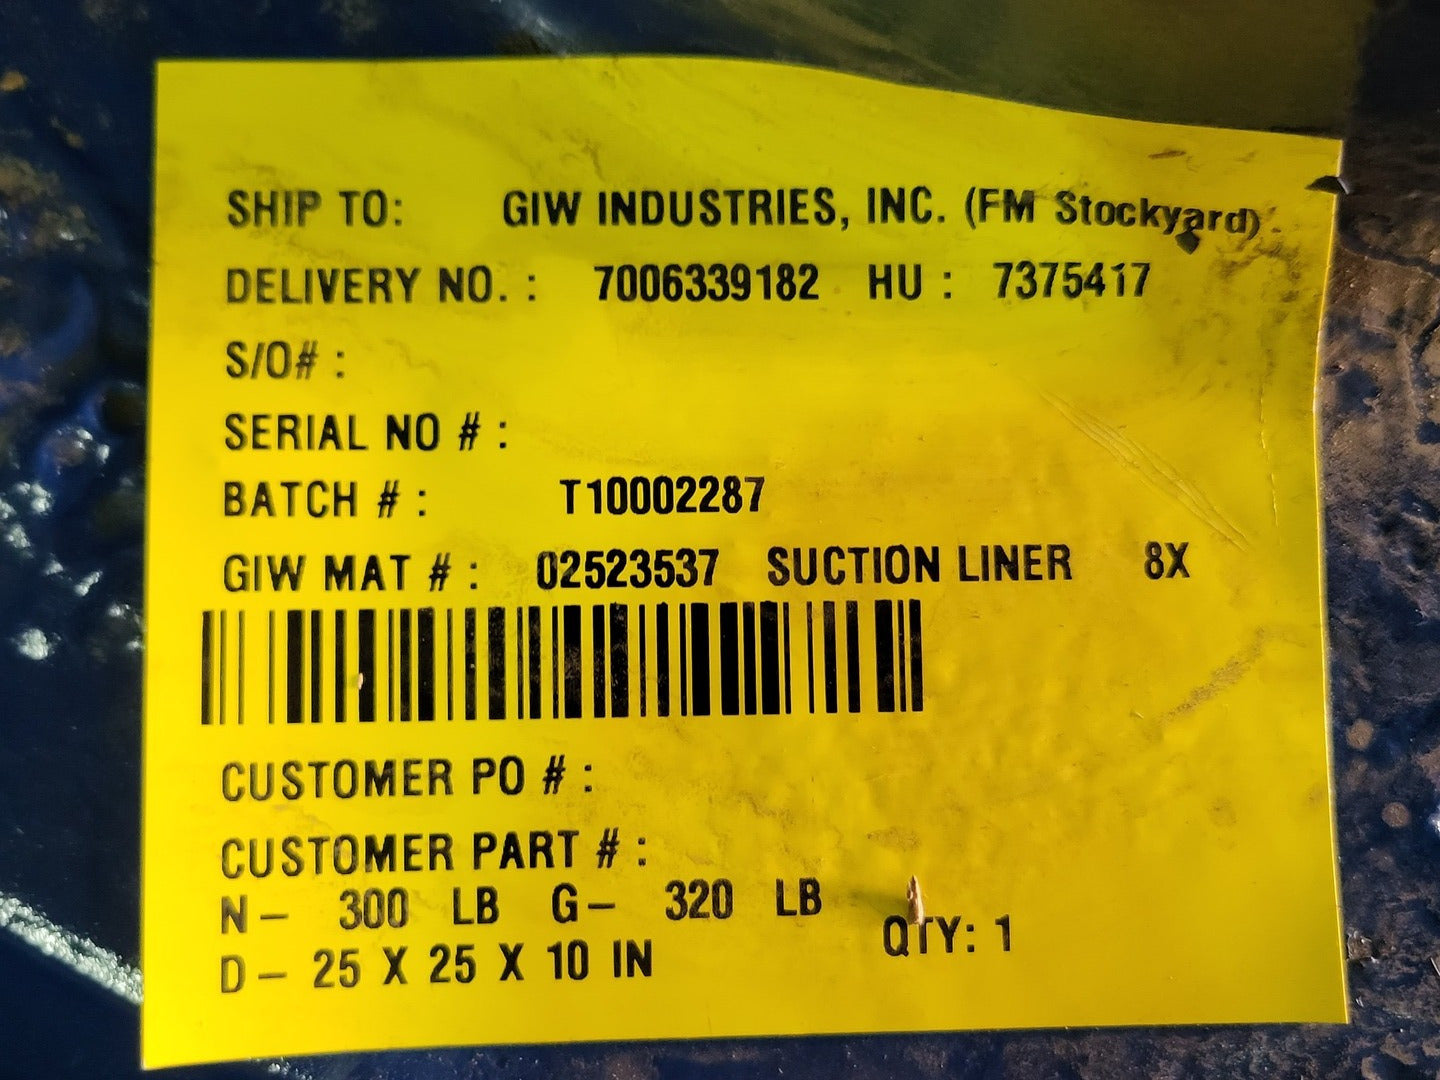 SHIP TO: GIW INDUSTRIES, INC. (FM Stockyard)
DELIVERY NO. : 7006339182 HU : 7375417
S/O# :
SERIAL NO # :
BATCH # : T10002287
GIW MAT # : 02523537 SUCTION LINER 8X
CUSTOMER PO # :
CUSTOMER PART # :
N- 300 LB G- 320 LB
QTY: 1
D- 25 X 25 X 10 IN